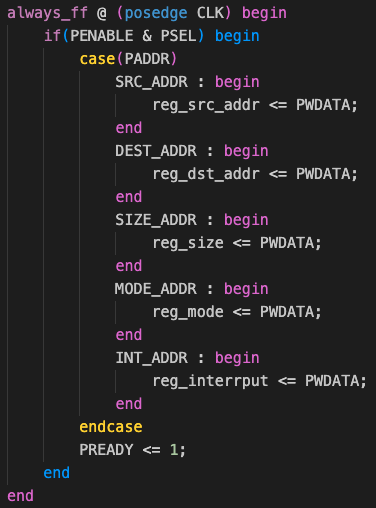 always_ff @ (posedge CLK) begin
    if(PENABLE & PSEL) begin
        case(PADDR)
            SRC_ADDR : begin
                reg_src_addr <= PWDATA;
            end
            DEST_ADDR : begin
                reg_dst_addr <= PWDATA;
            end
            SIZE_ADDR : begin
                reg_size <= PWDATA;
            end
            MODE_ADDR : begin
                reg_mode <= PWDATA;
            end
            INT_ADDR : begin
                reg_interrput <= PWDATA;
            end
        endcase
        PREADY <= 1;
    end
end